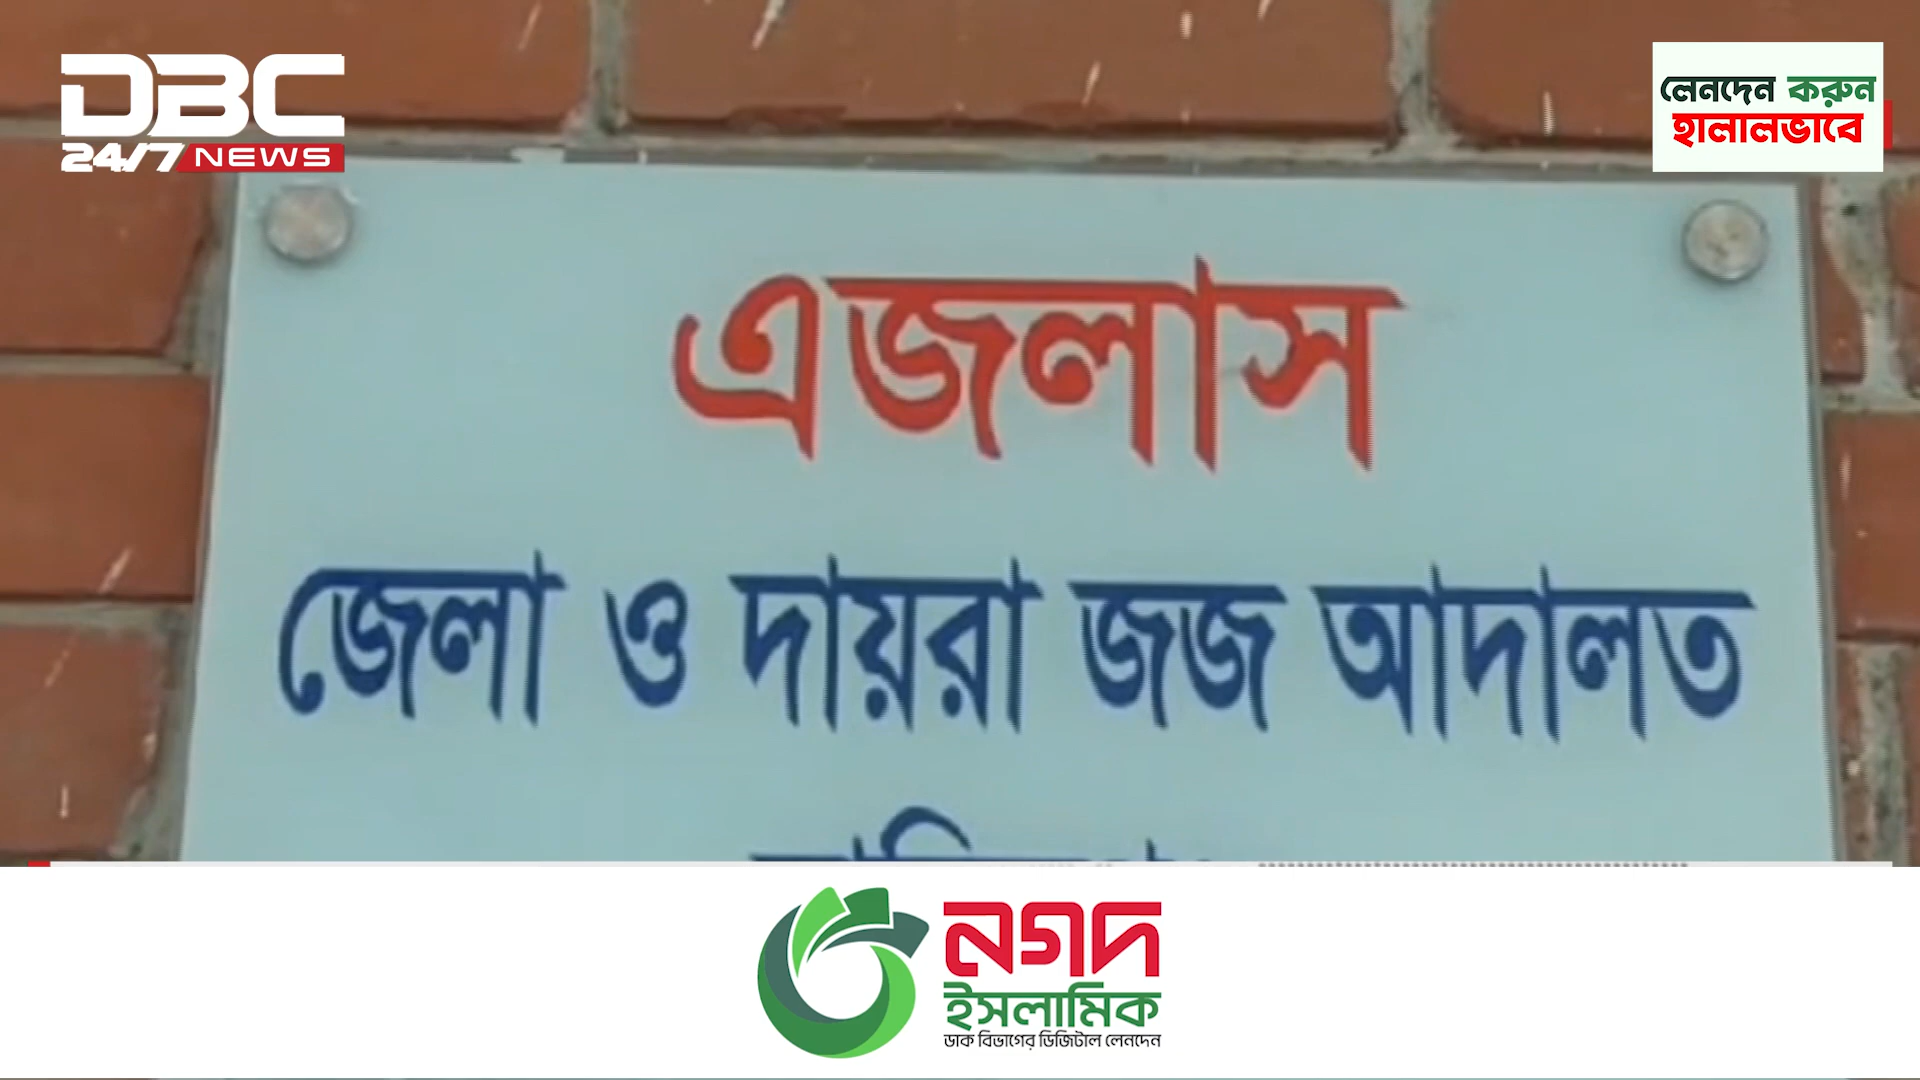 DBC
24/7 NEWS
লেনদেন করুন
হালালভাবে
এজলাস
জেলা ও দায়রা জজ আদালত
নগদ
ইসলামিক
ডাক বিভাগের ডিজিটাল লেনদেন